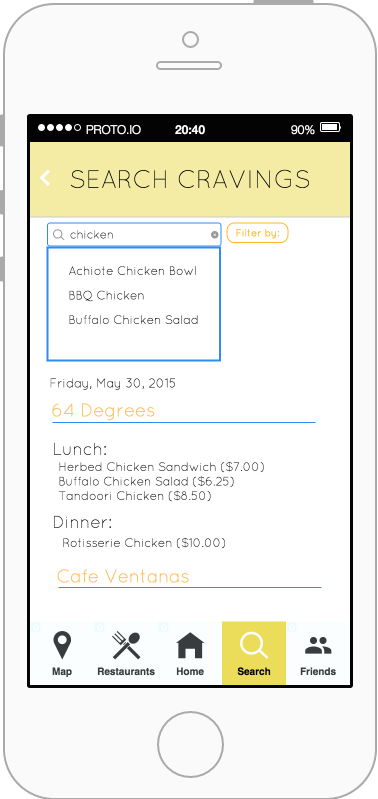 PROTO.IO 20:40 90%
SEARCH CRAVINGS
chicken Filter by:
Achiote Chicken Bowl
BBQ Chicken
Buffalo Chicken Salad
Friday, May 30, 2015
64 Degrees
Lunch:
Herbed Chicken Sandwich ($7.00)
Buffalo Chicken Salad ($6.25)
Tandoori Chicken ($8.50)
Dinner:
Rotisserie Chicken ($10.00)
Cafe Ventanas
Map Restaurants Home Search Friends